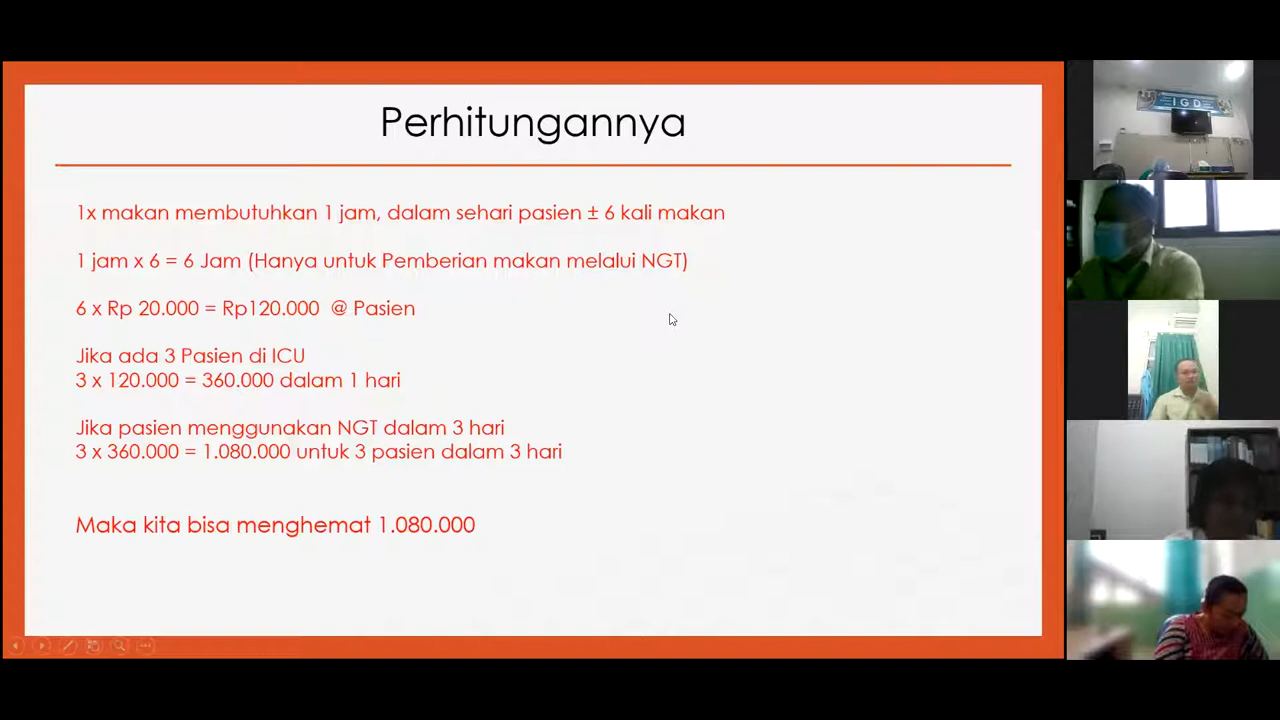 Perhitungannya
1x makan membutuhkan 1 jam, dalam sehari pasien ± 6 kali makan
1 jam x 6 = 6 Jam (Hanya untuk Pemberian makan melalui NGT)
6 x Rp 20.000 = Rp120.000 @ Pasien
Jika ada 3 Pasien di ICU
3 x 120.000 = 360.000 dalam 1 hari
Jika pasien menggunakan NGT dalam 3 hari
3 x 360.000 = 1.080.000 untuk 3 pasien dalam 3 hari
Maka kita bisa menghemat 1.080.000
IGD